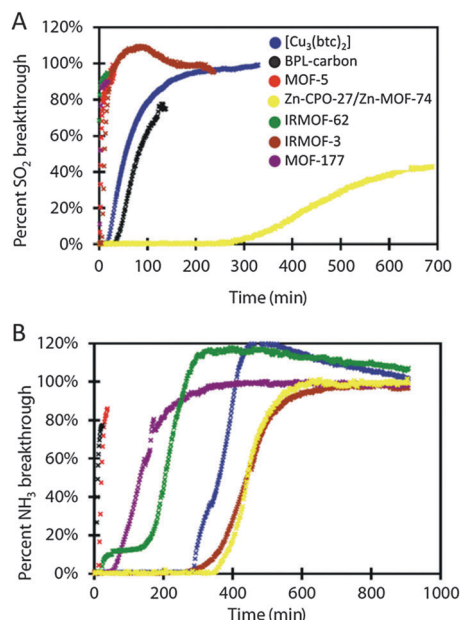 A
120%
100%
80%
60%
40%
20%
0%
Percent SO2 breakthrough
[Cu3(btc)2]
BPL-carbon
MOF-5
Zn-CPO-27/Zn-MOF-74
IRMOF-62
IRMOF-3
MOF-177
0 100 200 300 400 500 600 700
Time (min)
B
120%
100%
80%
60%
40%
20%
0%
Percent NH3 breakthrough
0 200 400 600 800 1000
Time (min)